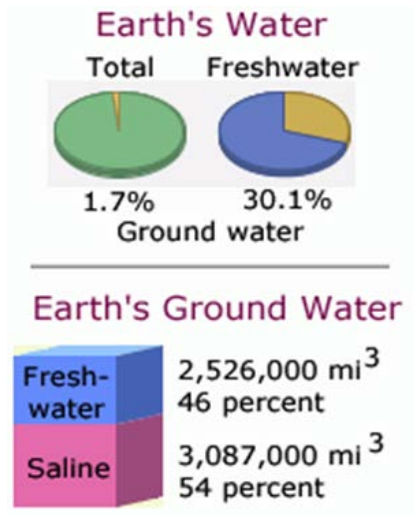 Earth's Water
Total Freshwater
1.7% 30.1%
Ground water
Earth's Ground Water
Fresh-
water
2,526,000 mi³
46 percent
Saline
3,087,000 mi³
54 percent